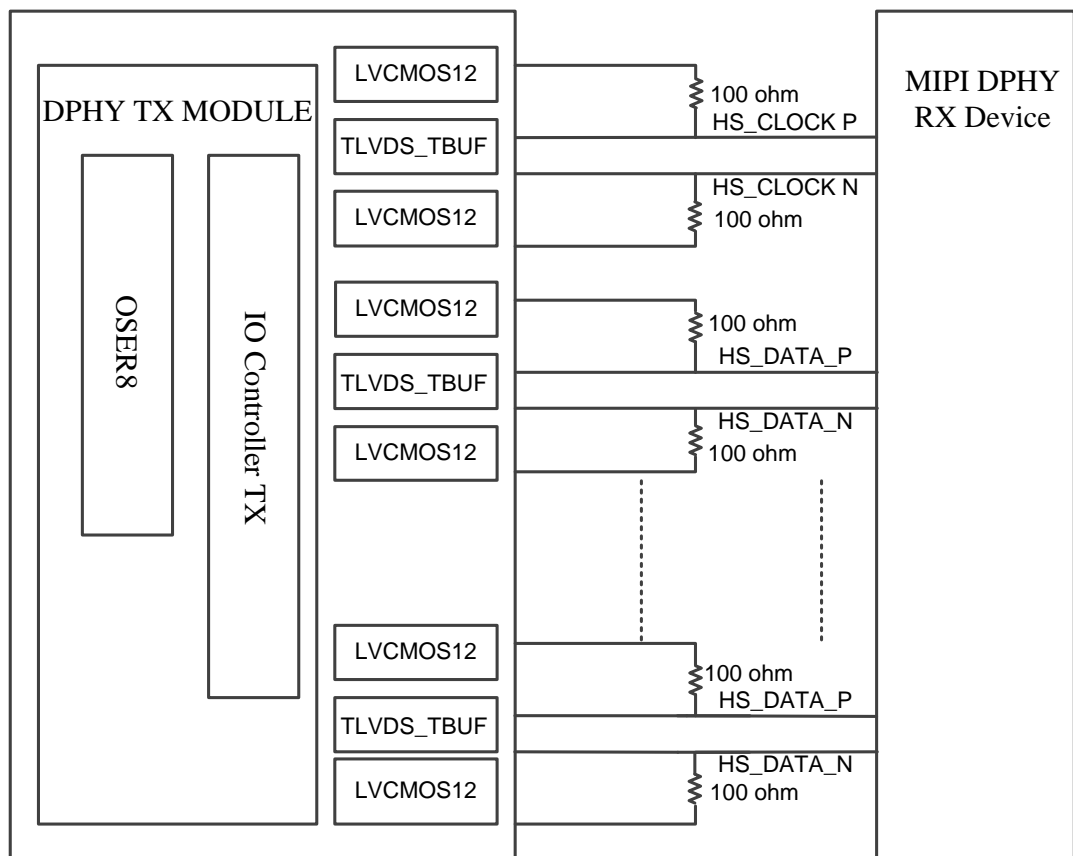 DPHY TX MODULE
OSER8
IO Controller TX
LVCMOS12
TLVDS_TBUF
LVCMOS12
100 ohm
HS_CLOCK P
HS_CLOCK N
100 ohm
LVCMOS12
TLVDS_TBUF
LVCMOS12
100 ohm
HS_DATA_P
HS_DATA_N
100 ohm
LVCMOS12
TLVDS_TBUF
LVCMOS12
100 ohm
HS_DATA_P
HS_DATA_N
100 ohm
MIPI DPHY
RX Device